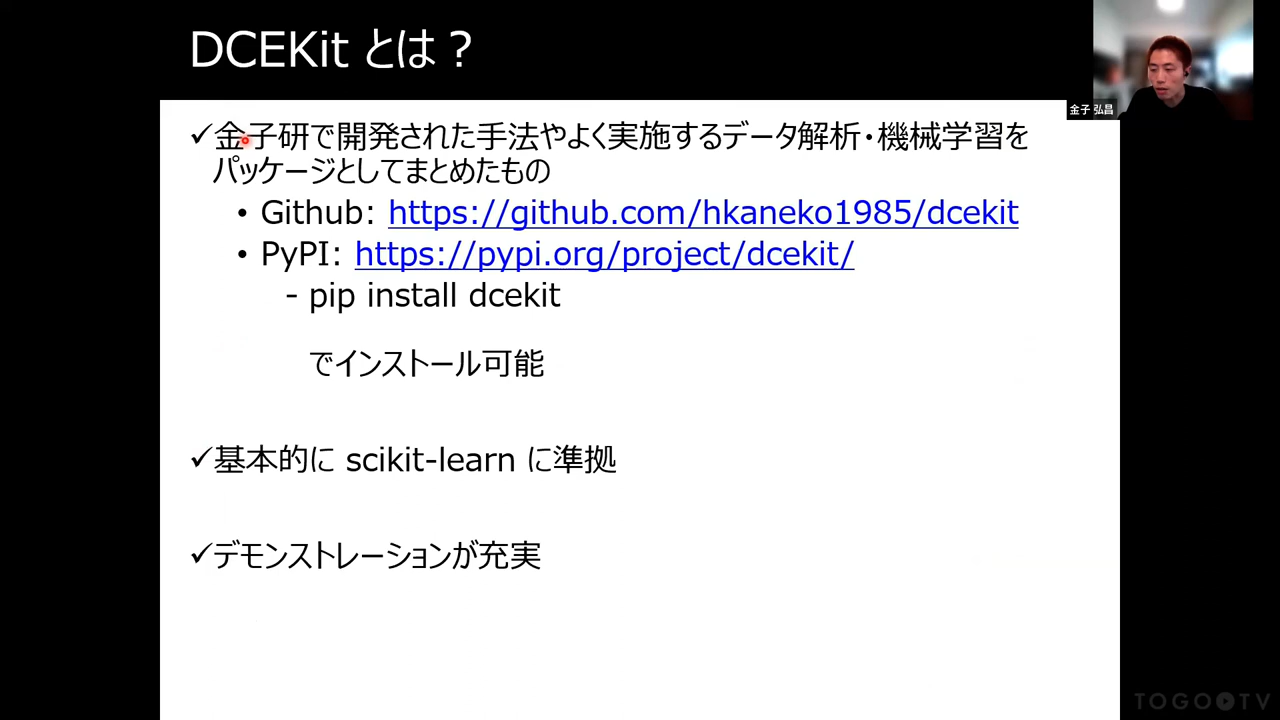 DCEKit とは？
金子 弘昌
✓金子研で開発された手法やよく実施するデータ解析・機械学習を
パッケージとしてまとめたもの
• Github: https://github.com/hkaneko1985/dcekit
• PyPI: https://pypi.org/project/dcekit/
- pip install dcekit
でインストール可能
✓基本的に scikit-learn に準拠
✓デモンストレーションが充実
TOGO TV